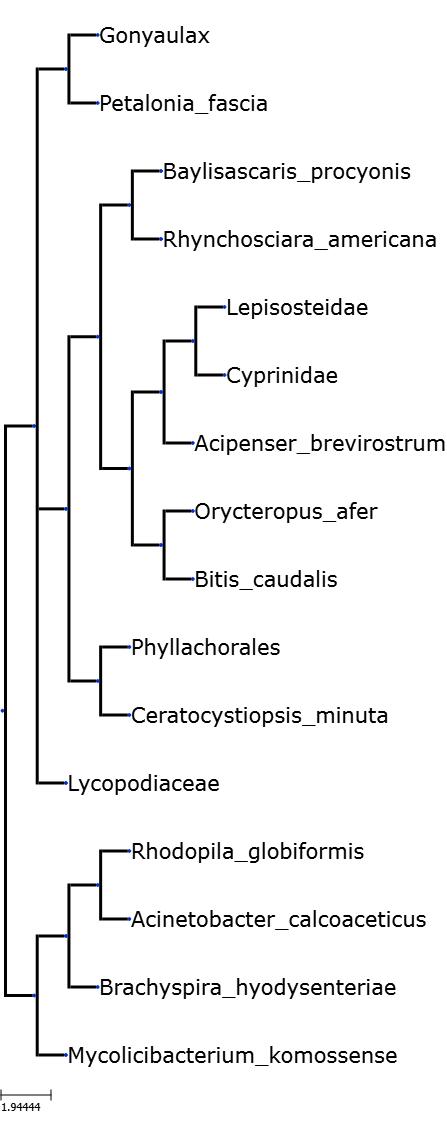 Gonyaulax
Petalonia_fascia
Baylisascaris_procyonis
Rhynchosciara_americana
Lepisosteidae
Cyprinidae
Acipenser_brevirostrum
Orycteropus_afer
Bitis_caudalis
Phyllachorales
Ceratocystiopsis_minuta
Lycopodiaceae
Rhodopila_globiformis
Acinetobacter_calcoaceticus
Brachyspira_hyodysenteriae
Mycolicibacterium_komossense
1.94444